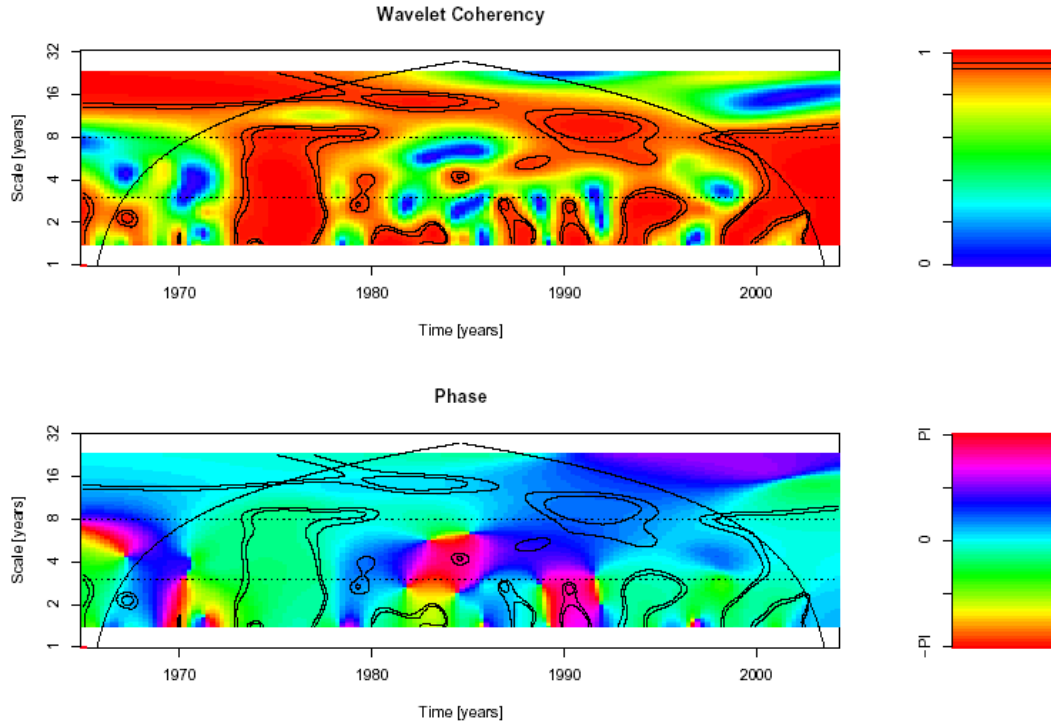 Wavelet Coherency
32
16
8
4
2
1
Scale [years]
1970
1980
1990
2000
Time [years]
1
0
Phase
32
16
8
4
2
1
Scale [years]
1970
1980
1990
2000
Time [years]
PI
0
−PI